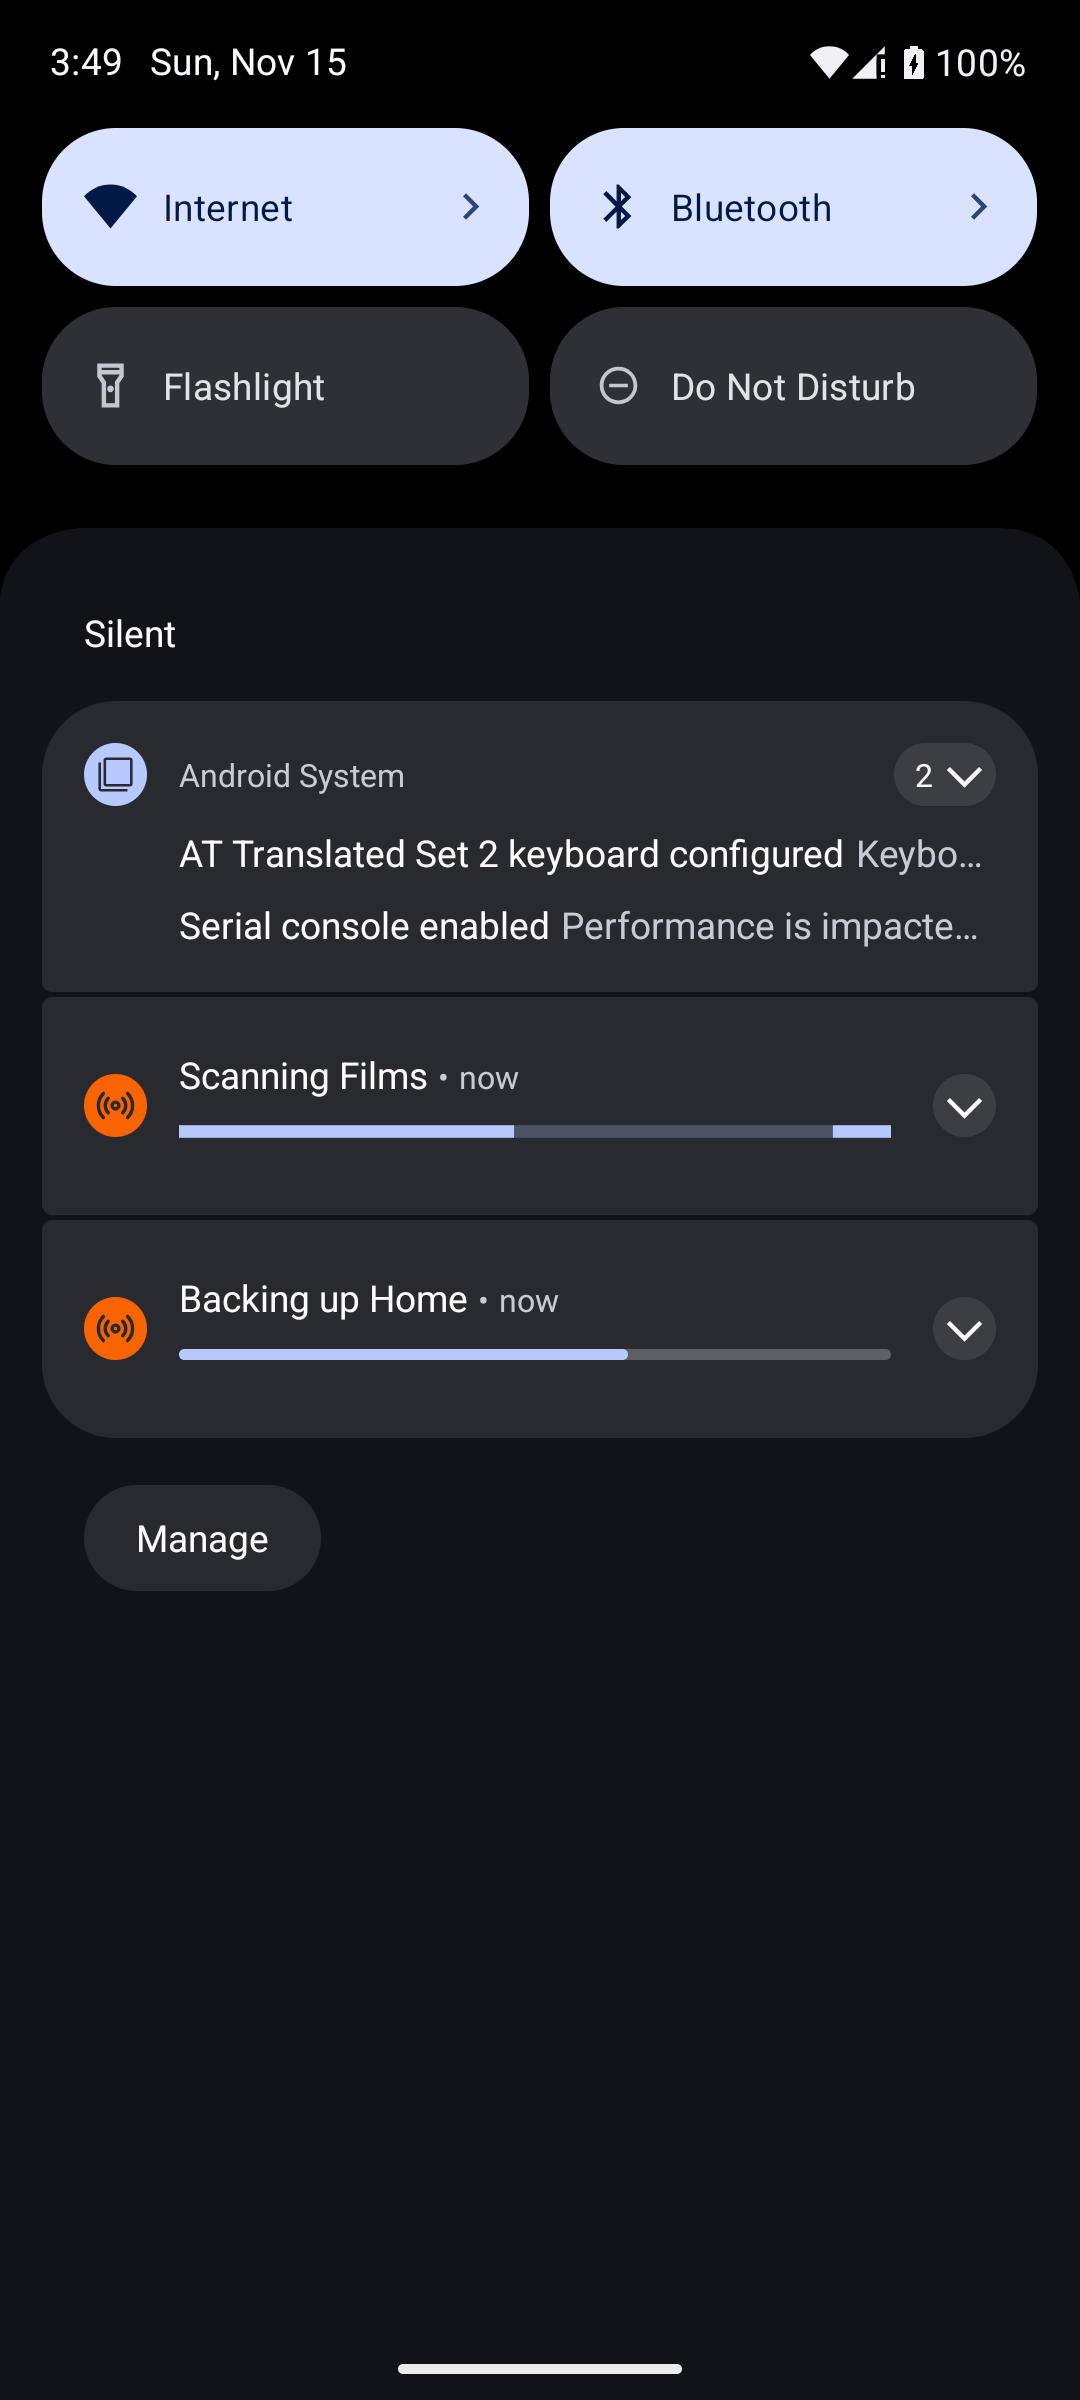 3:49 Sun, Nov 15 100%
Internet Bluetooth
Flashlight Do Not Disturb
Silent
Android System 2
AT Translated Set 2 keyboard configured Keybo…
Serial console enabled Performance is impacte…
Scanning Films • now
Backing up Home • now
Manage